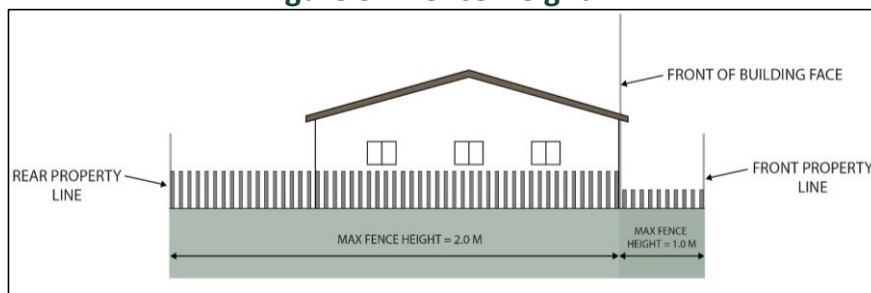 FRONT OF BUILDING FACE
REAR PROPERTY
LINE
FRONT PROPERTY
LINE
MAX FENCE HEIGHT = 2.0 M
MAX FENCE
HEIGHT = 1.0 M